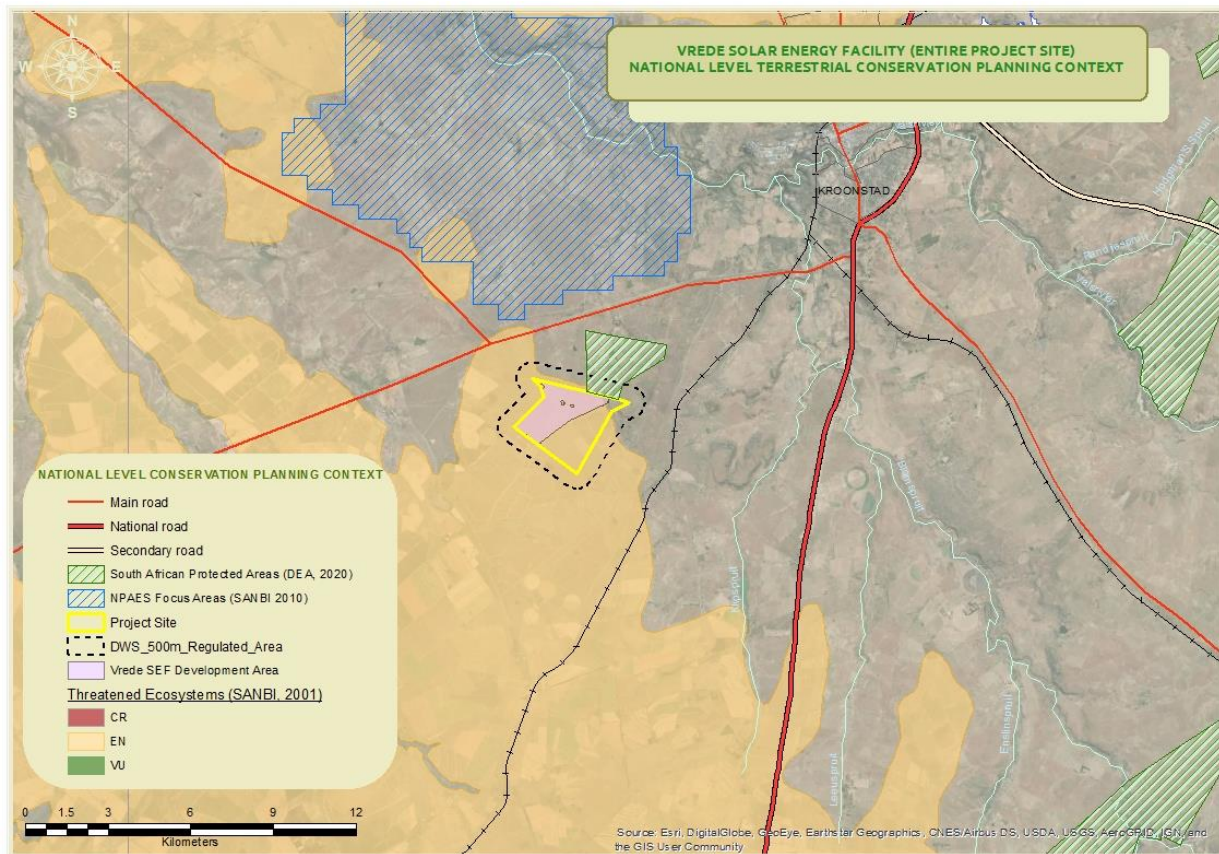 N
W E
S
VREDE SOLAR ENERGY FACILITY (ENTIRE PROJECT SITE)
NATIONAL LEVEL TERRESTRIAL CONSERVATION PLANNING CONTEXT
KROONSTAD
Blomspruit
Klipspruit
Leeuspruit
Enslinspruit
NATIONAL LEVEL CONSERVATION PLANNING CONTEXT
Main road
National road
Secondary road
South African Protected Areas (DEA, 2020)
NPAES Focus Areas (SANBI 2010)
Project Site
DWS_500m_Regulated_Area
Vrede SEF Development Area
Threatened Ecosystems (SANBI, 2001)
CR
EN
VU
0 1.5 3 6 9 12
Kilometers
Source: Esri, DigitalGlobe, GeoEye, Earthstar Geographics, CNES/Airbus DS, USDA, USGS, AeroGRID, IGN, and
the GIS User Community